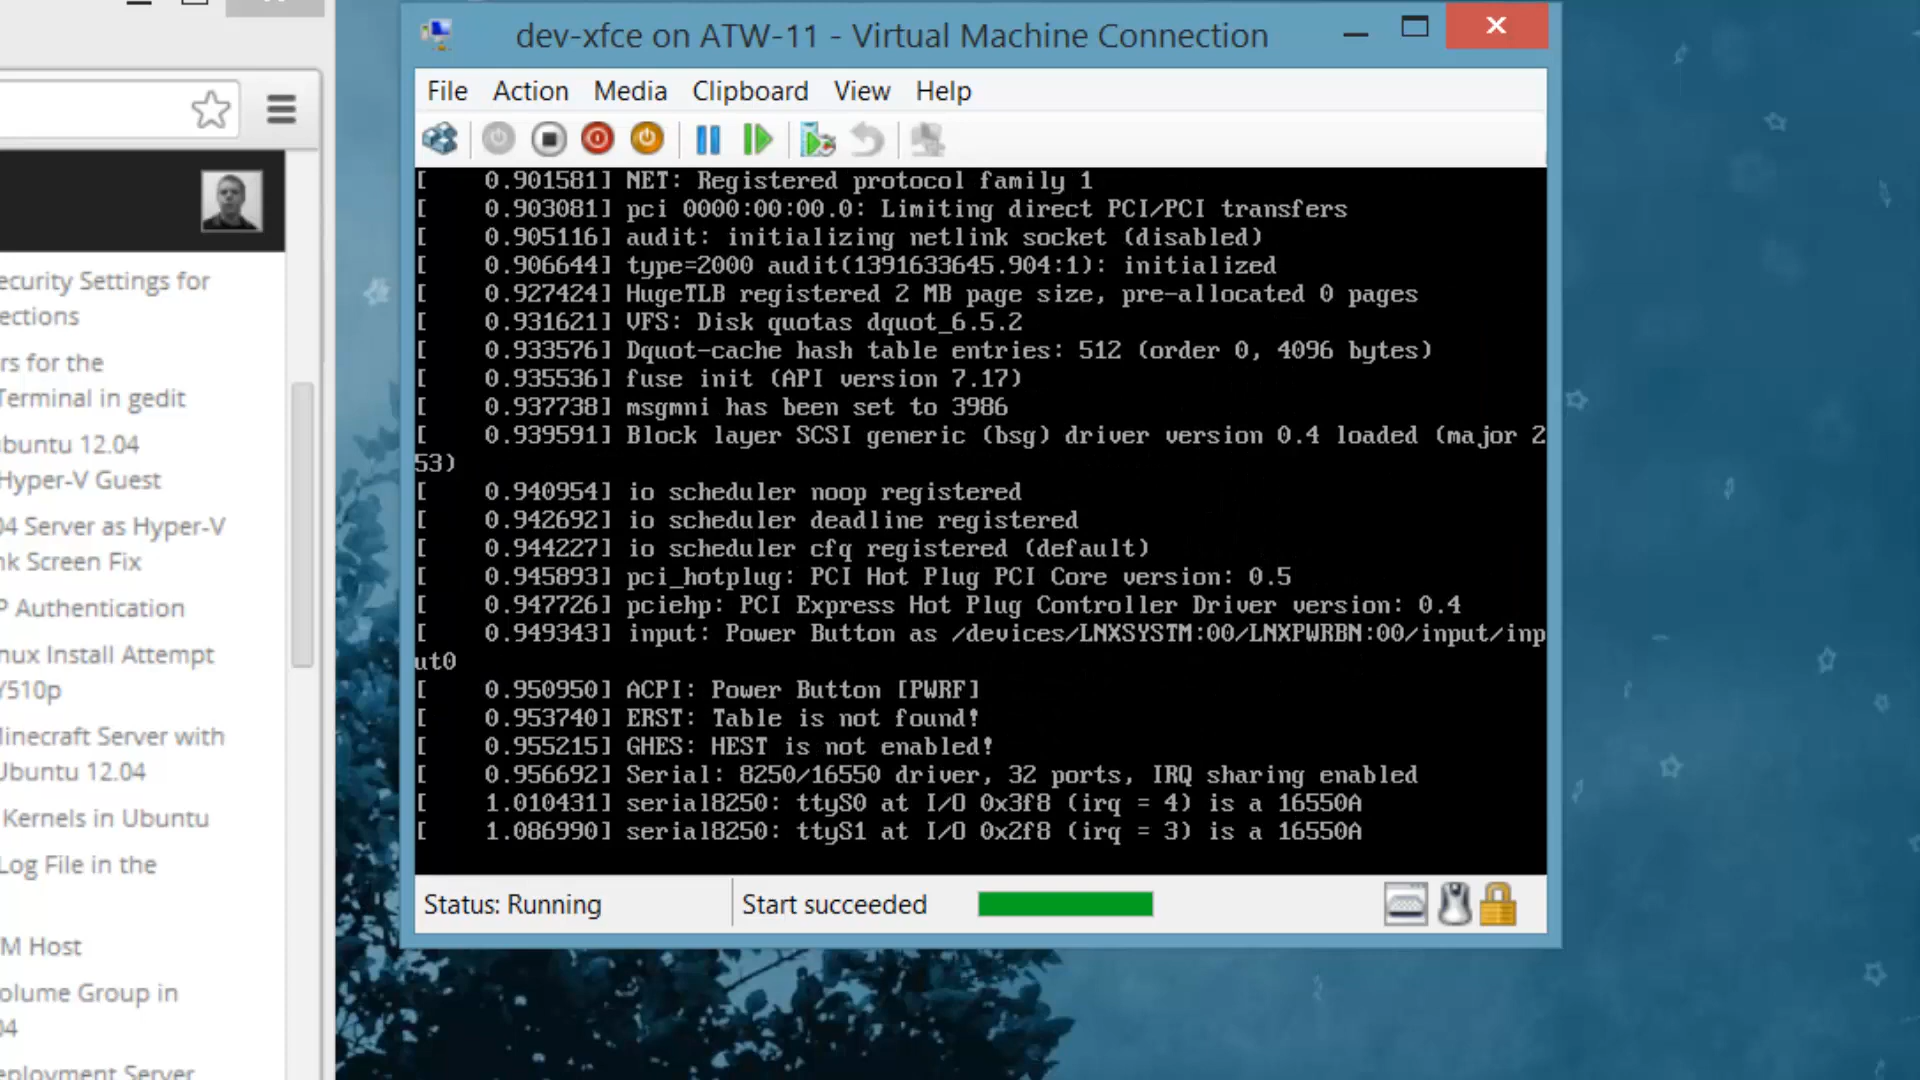 dev-xfce on ATW-11 - Virtual Machine Connection
File Action Media Clipboard View Help
[    0.901581] NET: Registered protocol family 1
[    0.903081] pci 0000:00:00.0: Limiting direct PCI/PCI transfers
[    0.905116] audit: initializing netlink socket (disabled)
[    0.906644] type=2000 audit(1391633645.904:1): initialized
[    0.927424] HugeTLB registered 2 MB page size, pre-allocated 0 pages
[    0.931621] VFS: Disk quotas dquot_6.5.2
[    0.933576] Dquot-cache hash table entries: 512 (order 0, 4096 bytes)
[    0.935536] fuse init (API version 7.17)
[    0.937738] msgmni has been set to 3986
[    0.939591] Block layer SCSI generic (bsg) driver version 0.4 loaded (major 2
53)
[    0.940954] io scheduler noop registered
[    0.942692] io scheduler deadline registered
[    0.944227] io scheduler cfq registered (default)
[    0.945893] pci_hotplug: PCI Hot Plug PCI Core version: 0.5
[    0.947726] pciehp: PCI Express Hot Plug Controller Driver version: 0.4
[    0.949343] input: Power Button as /devices/LNXSYSTM:00/LNXPWRBN:00/input/inp
ut0
[    0.950950] ACPI: Power Button [PWRF]
[    0.953740] ERST: Table is not found!
[    0.955215] GHES: HEST is not enabled!
[    0.956692] Serial: 8250/16550 driver, 32 ports, IRQ sharing enabled
[    1.010431] serial8250: ttyS0 at I/O 0x3f8 (irq = 4) is a 16550A
[    1.086990] serial8250: ttyS1 at I/O 0x2f8 (irq = 3) is a 16550A
Status: Running
Start succeeded
ecurity Settings for
ections
rs for the
Terminal in gedit
buntu 12.04
Hyper-V Guest
04 Server as Hyper-V
nk Screen Fix
P Authentication
nux Install Attempt
Y510p
Minecraft Server with
Ubuntu 12.04
Kernels in Ubuntu
Log File in the
M Host
olume Group in
04
eployment Server